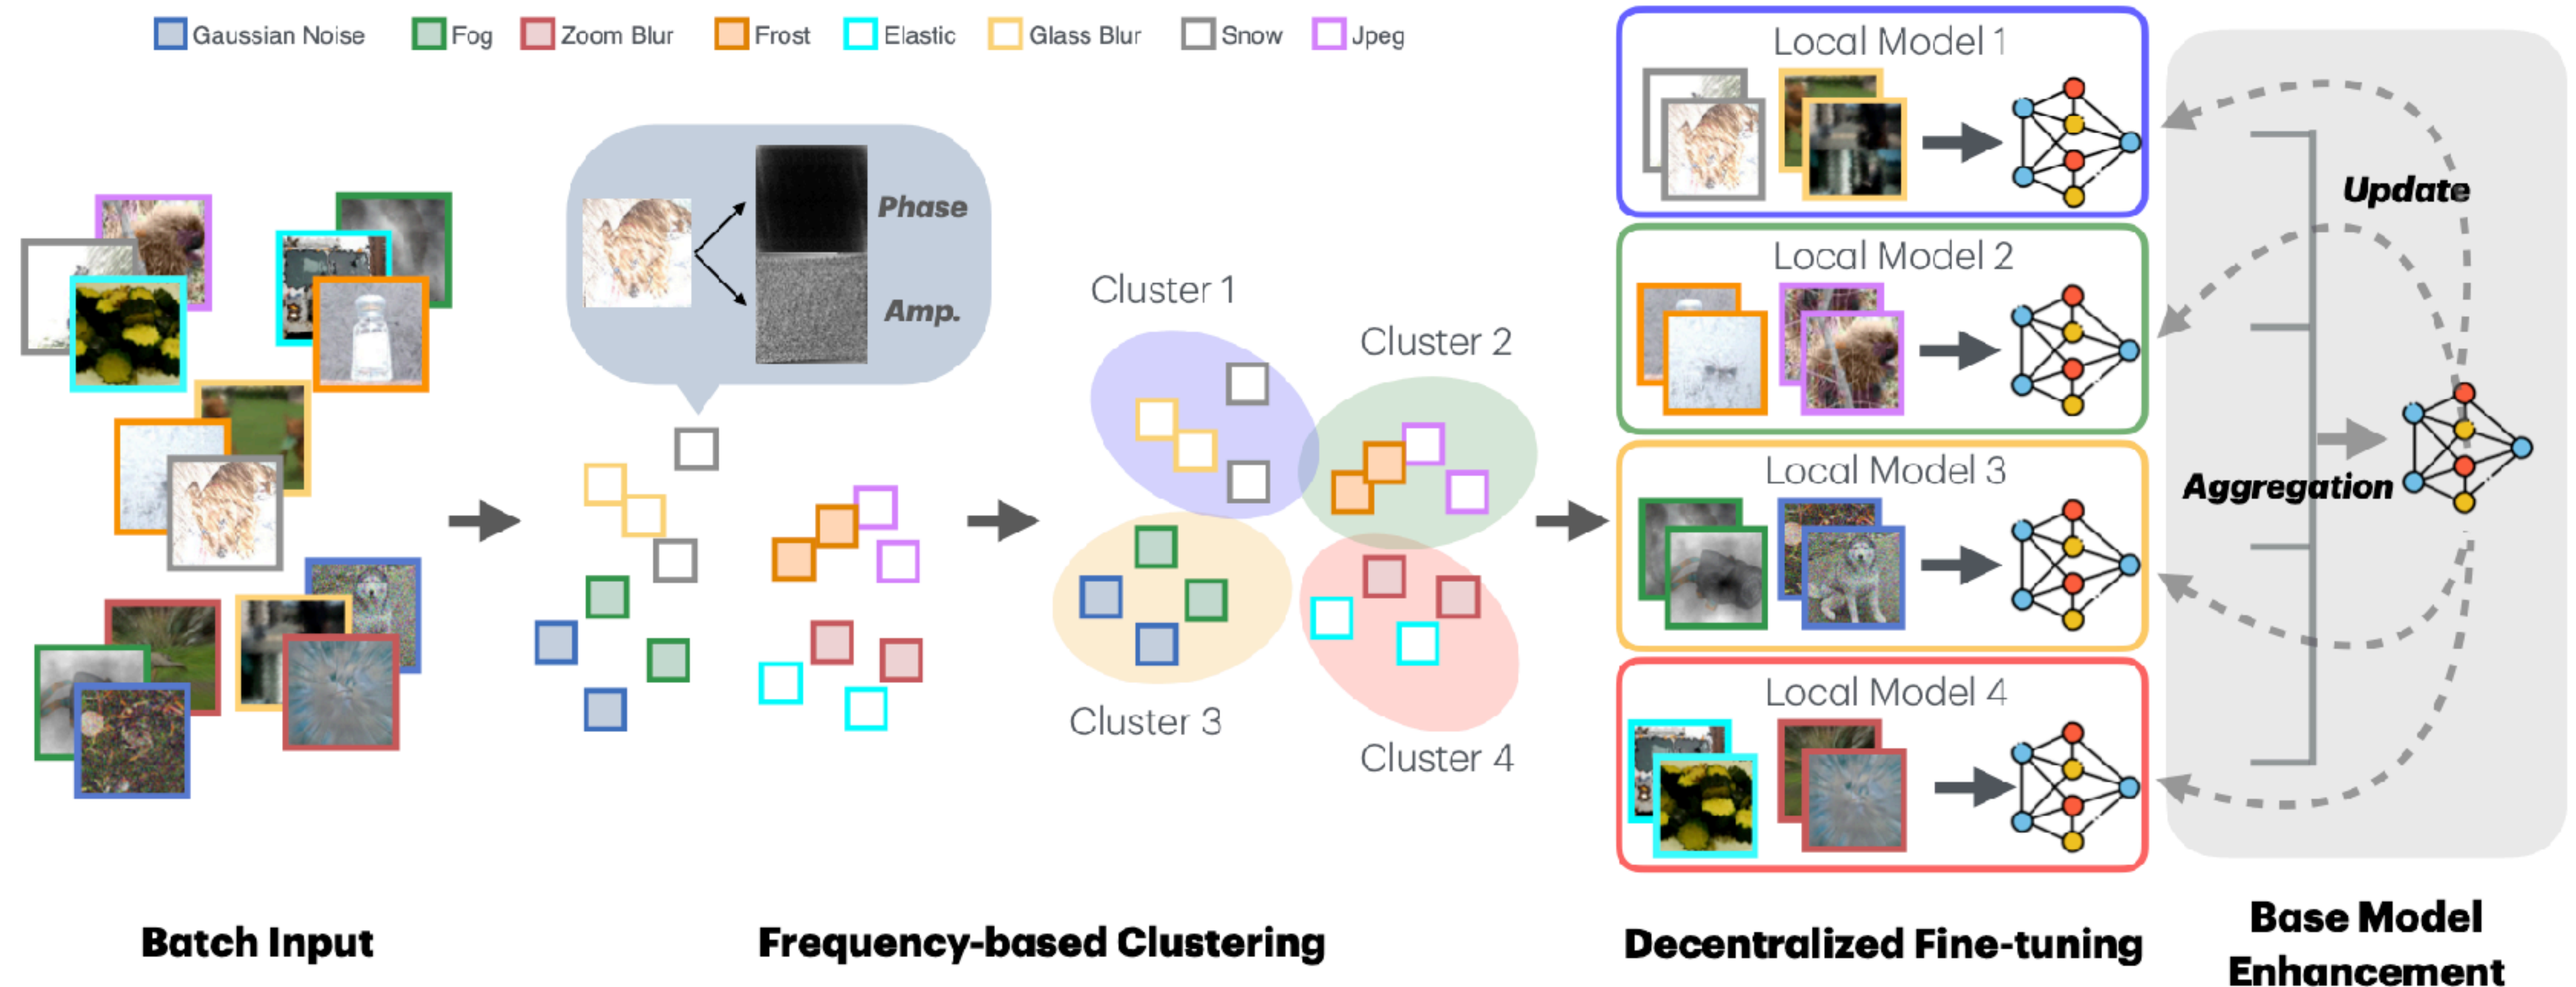 Gaussian Noise Fog Zoom Blur Frost Elastic Glass Blur Snow Jpeg
Phase
Amp.
Cluster 1
Cluster 2
Cluster 3
Cluster 4
Local Model 1
Local Model 2
Local Model 3
Local Model 4
Update
Aggregation
Batch Input
Frequency-based Clustering
Decentralized Fine-tuning
Base Model
Enhancement